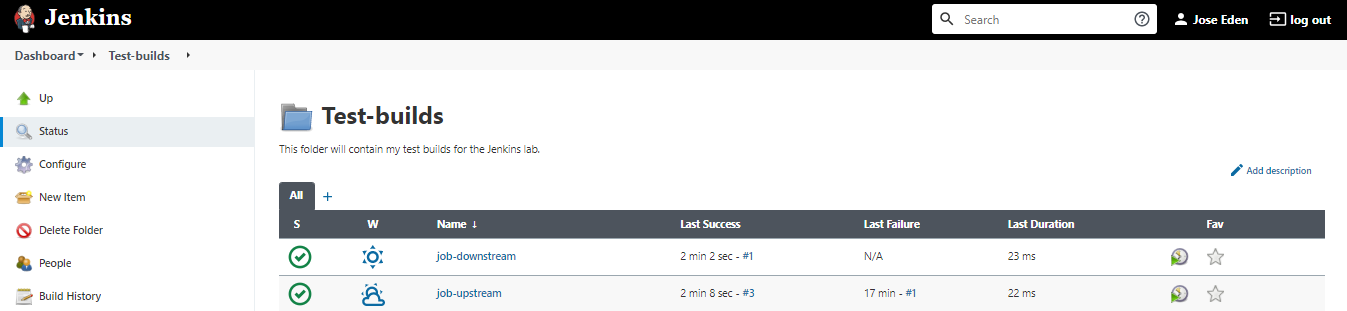 Jenkins
Search
Jose Eden
log out
Dashboard
Test-builds
Up
Status
Configure
New Item
Delete Folder
People
Build History
Test-builds
This folder will contain my test builds for the Jenkins lab.
Add description
All +
S W Name ↓ Last Success Last Failure Last Duration Fav
job-downstream 2 min 2 sec - #1 N/A 23 ms
job-upstream 2 min 8 sec - #3 17 min - #1 22 ms